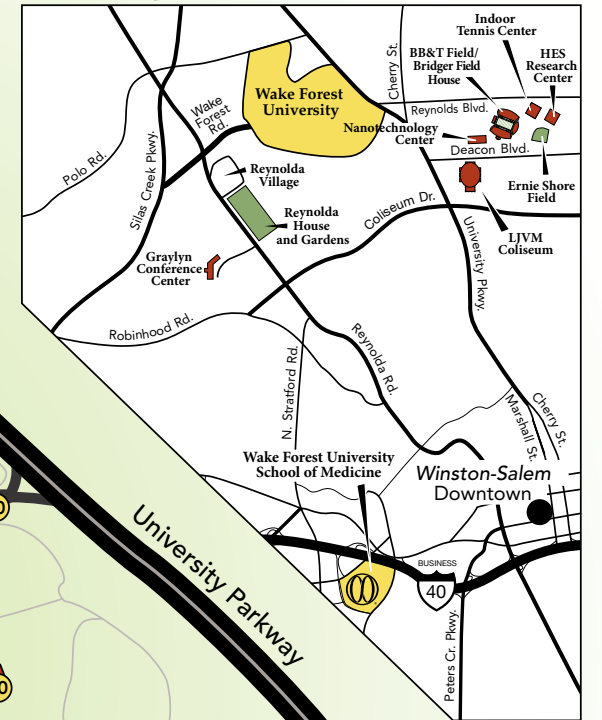 Indoor
Tennis Center
BB&T Field/
Bridger Field
House
HES
Research
Center
Cherry St.
Wake Forest
University
Reynolds Blvd.
Wake
Forest
Rd.
Nanotechnology
Center
Deacon Blvd.
Polo Rd.
Silas Creek Pkwy.
Reynolda
Village
Ernie Shore
Field
Reynolda
House
and Gardens
Coliseum Dr.
LJVM
Coliseum
University Pkwy.
Graylyn
Conference
Center
Robinhood Rd.
Reynolda Rd.
N. Stratford Rd.
Marshall St.
Cherry St.
Wake Forest University
School of Medicine
Winston-Salem
Downtown
University Parkway
BUSINESS
40
Peters Cr. Pkwy.
0
0